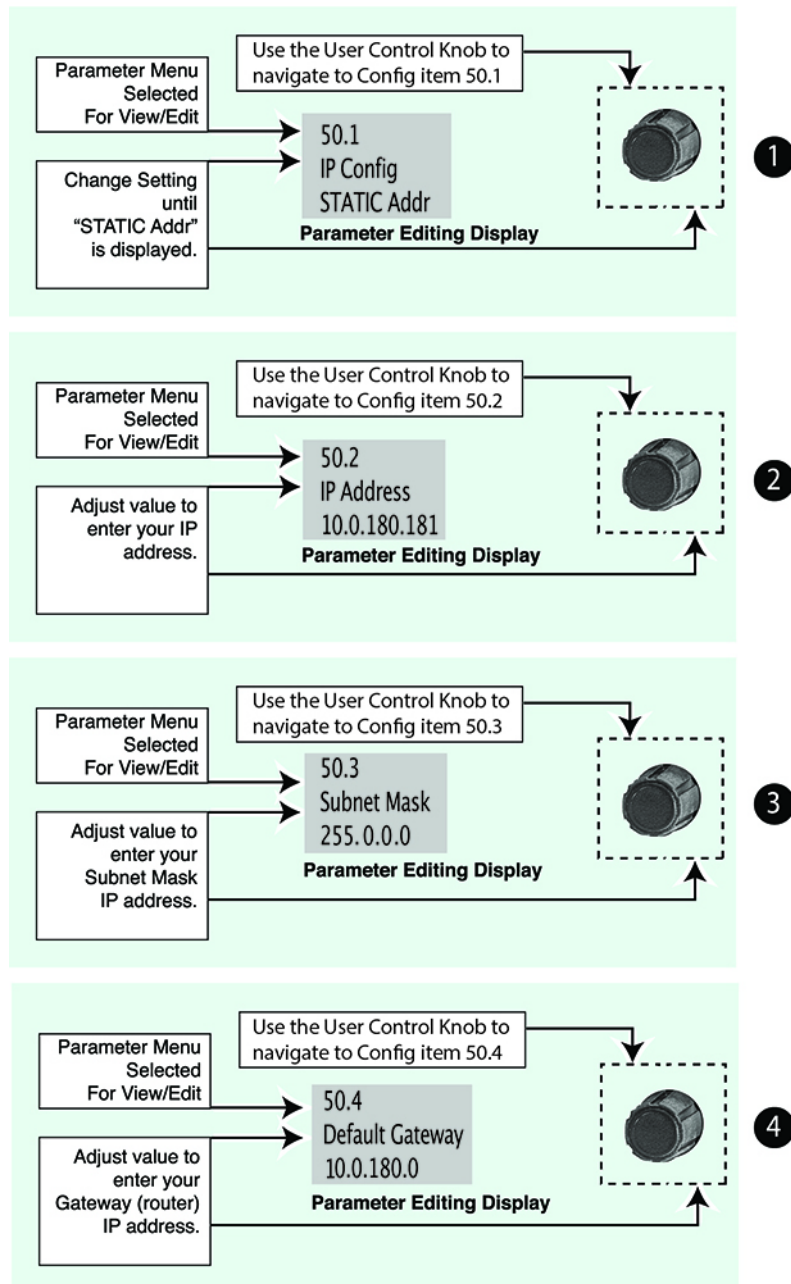 Use the User Control Knob to
navigate to Config item 50.1
Parameter Menu
Selected
For View/Edit
50.1
IP Config
STATIC Addr
Change Setting
until
“STATIC Addr”
is displayed.
Parameter Editing Display
1
Use the User Control Knob to
navigate to Config item 50.2
Parameter Menu
Selected
For View/Edit
50.2
IP Address
10.0.180.181
Adjust value to
enter your IP
address.
Parameter Editing Display
2
Use the User Control Knob to
navigate to Config item 50.3
Parameter Menu
Selected
For View/Edit
50.3
Subnet Mask
255.0.0.0
Adjust value to
enter your
Subnet Mask
IP address.
Parameter Editing Display
3
Use the User Control Knob to
navigate to Config item 50.4
Parameter Menu
Selected
For View/Edit
50.4
Default Gateway
10.0.180.0
Adjust value to
enter your
Gateway (router)
IP address.
Parameter Editing Display
4